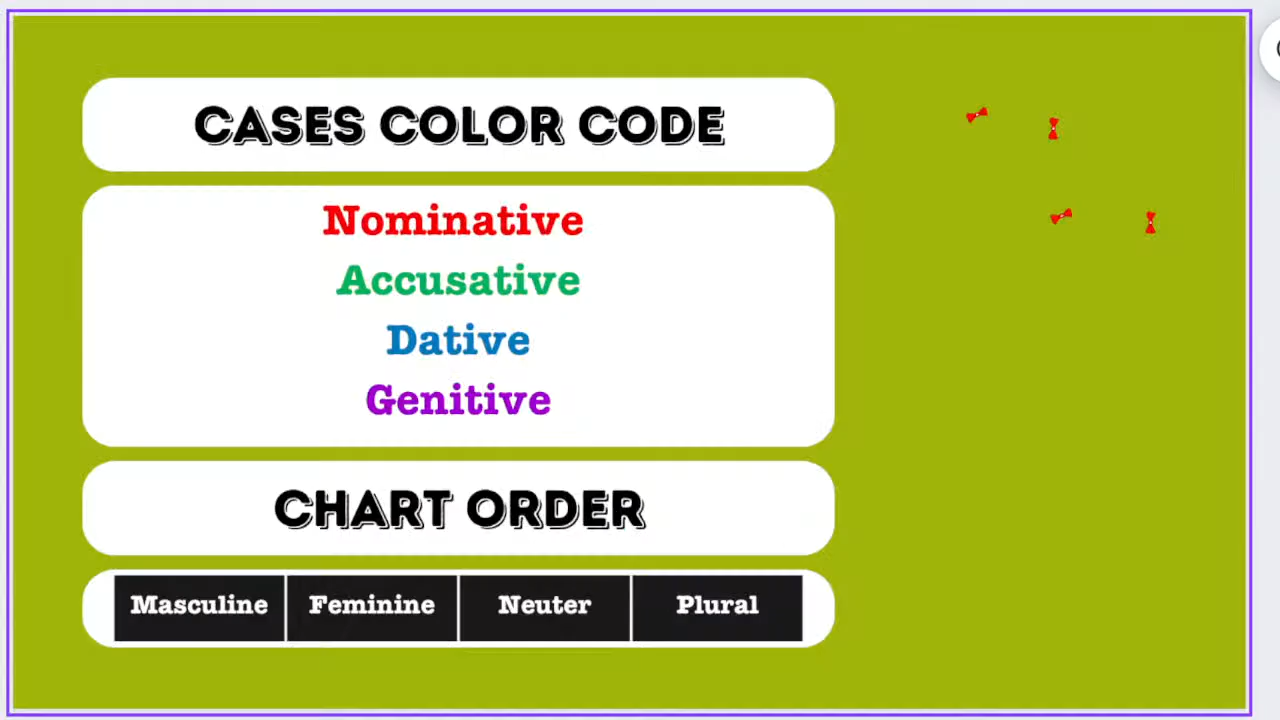 CASES COLOR CODE
Nominative
Accusative
Dative
Genitive
CHART ORDER
Masculine Feminine Neuter Plural